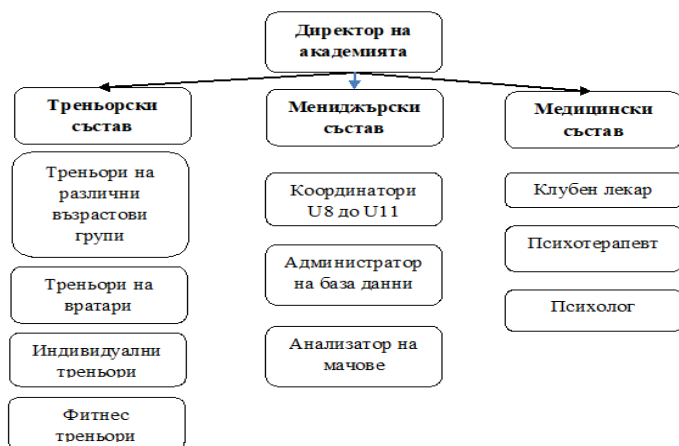 Директор на
академията
Треньорски
състав
Мениджърски
състав
Медицински
състав
Треньори на
различни
възрастови
групи
Треньори на
вратари
Индивидуални
треньори
Фитнес
треньори
Координатори
U8 до U11
Администратор
на база данни
Анализатор на
мачове
Клубен лекар
Психотерапевт
Психолог